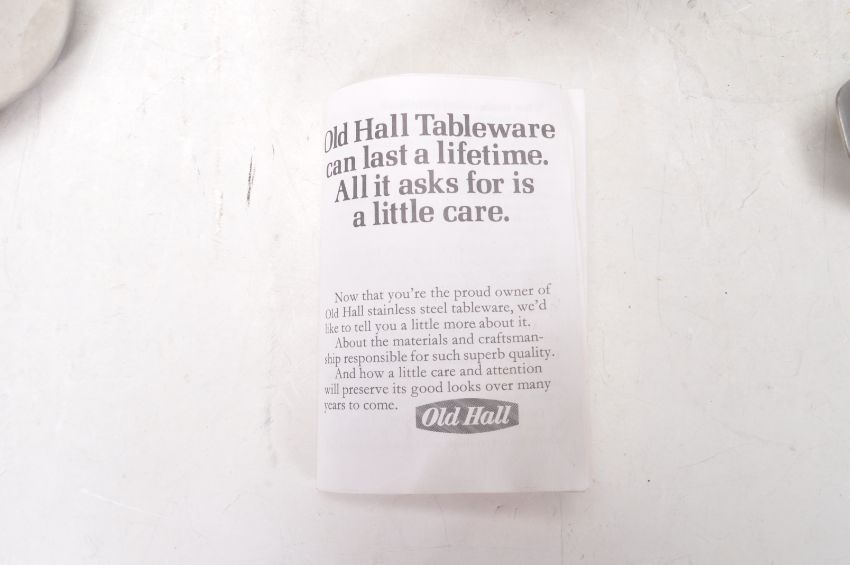 Old Hall Tableware
can last a lifetime.
All it asks for is
a little care.
Now that you're the proud owner of
Old Hall stainless steel tableware, we'd
like to tell you a little more about it.
About the materials and craftsman-
ship responsible for such superb quality.
And how a little care and attention
will preserve its good looks over many
years to come.
Old Hall